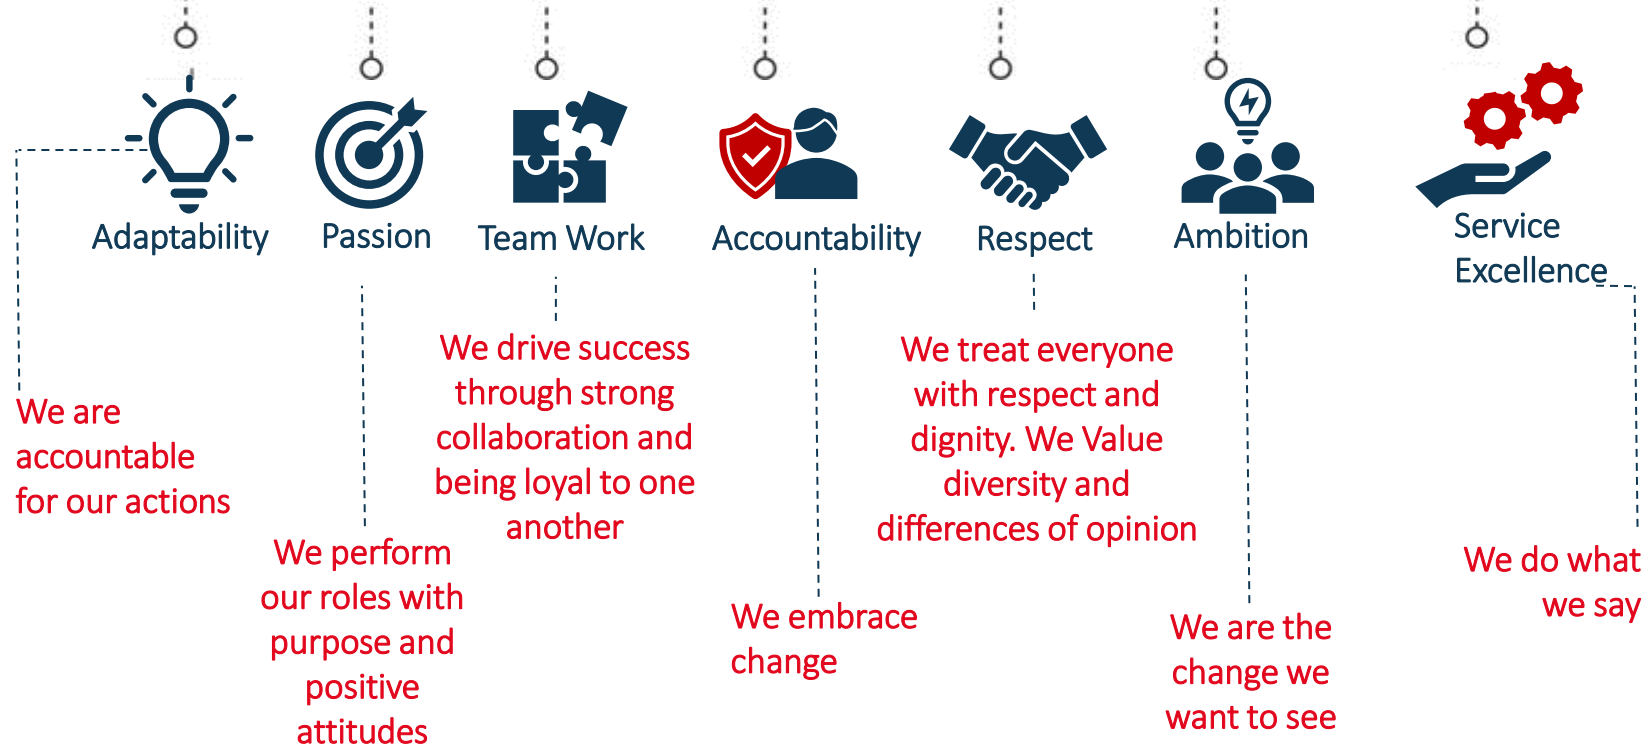 Adaptability
We are
accountable
for our actions
Passion
We perform
our roles with
purpose and
positive
attitudes
Team Work
We drive success
through strong
collaboration and
being loyal to one
another
Accountability
We embrace
change
Respect
We treat everyone
with respect and
dignity. We Value
diversity and
differences of opinion
Ambition
We are the
change we
want to see
Service
Excellence
We do what
we say